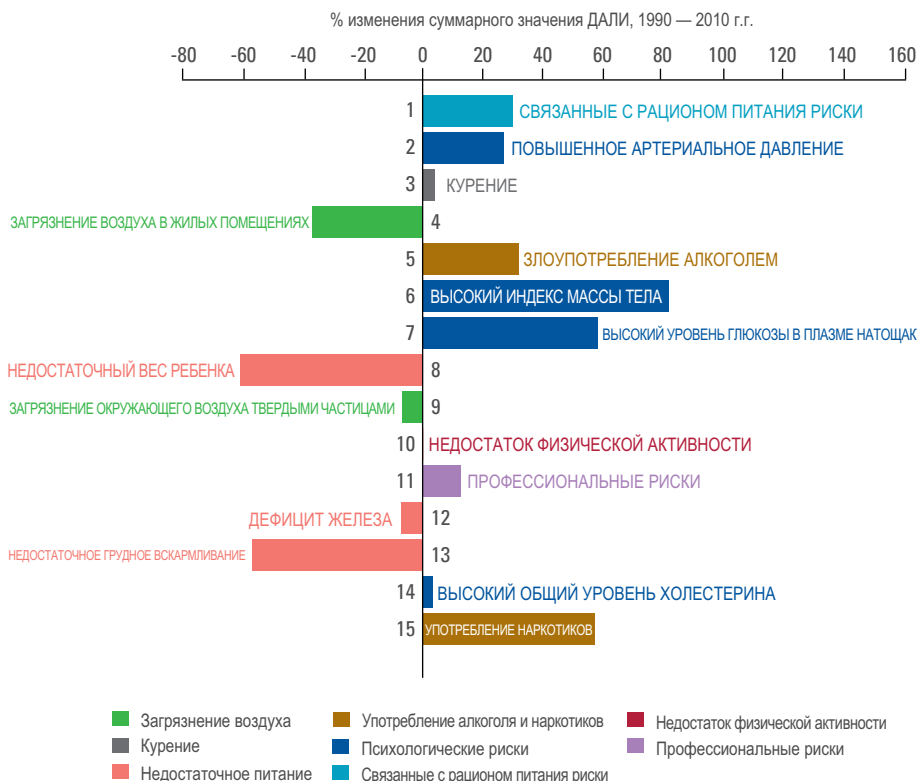 % изменения суммарного значения ДАЛИ, 1990 — 2010 г.г.
-80 -60 -40 -20 0 20 40 60 80 100 120 140 160
1 СВЯЗАННЫЕ С РАЦИОНОМ ПИТАНИЯ РИСКИ
2 ПОВЫШЕННОЕ АРТЕРИАЛЬНОЕ ДАВЛЕНИЕ
3 КУРЕНИЕ
ЗАГРЯЗНЕНИЕ ВОЗДУХА В ЖИЛЫХ ПОМЕЩЕНИЯХ 4
5 ЗЛОУПОТРЕБЛЕНИЕ АЛКОГОЛЕМ
6 ВЫСОКИЙ ИНДЕКС МАССЫ ТЕЛА
7 ВЫСОКИЙ УРОВЕНЬ ГЛЮКОЗЫ В ПЛАЗМЕ НАТОЩАК
НЕДОСТАТОЧНЫЙ ВЕС РЕБЕНКА 8
ЗАГРЯЗНЕНИЕ ОКРУЖАЮЩЕГО ВОЗДУХА ТВЕРДЫМИ ЧАСТИЦАМИ 9
10 НЕДОСТАТОК ФИЗИЧЕСКОЙ АКТИВНОСТИ
11 ПРОФЕССИОНАЛЬНЫЕ РИСКИ
ДЕФИЦИТ ЖЕЛЕЗА 12
НЕДОСТАТОЧНОЕ ГРУДНОЕ ВСКАРМЛИВАНИЕ 13
14 ВЫСОКИЙ ОБЩИЙ УРОВЕНЬ ХОЛЕСТЕРИНА
15 УПОТРЕБЛЕНИЕ НАРКОТИКОВ
Загрязнение воздуха
Курение
Недостаточное питание
Употребление алкоголя и наркотиков
Психологические риски
Связанные с рационом питания риски
Недостаток физической активности
Профессиональные риски